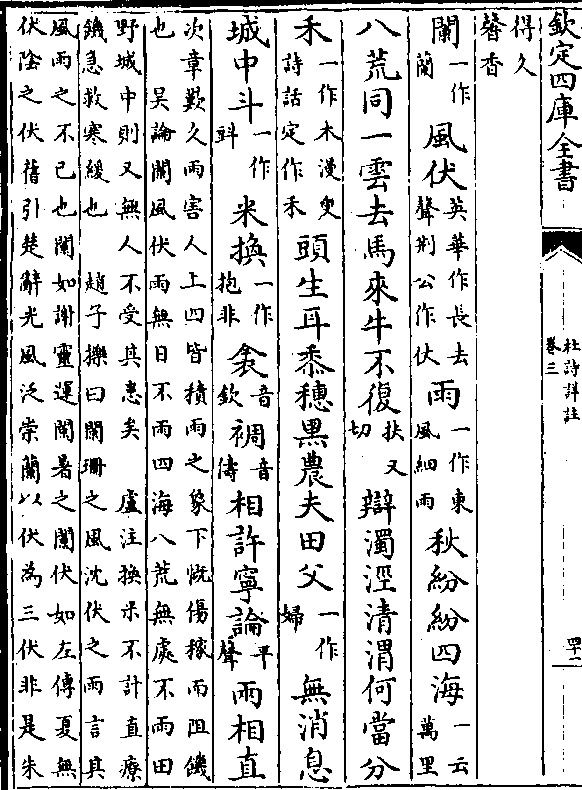 欽定四庫全書
杜詩詳註
卷三
得久
馨香
闌一作蘭風伏英華作長去聲荆公作伏雨一作東風細雨秋紛紛四海一云萬里
八荒同一雲去馬來牛不復扶又切辯濁涇清渭何當分
禾一作木漫叟詩話定作禾頭生耳黍穗黑農夫田父一作婦無消息
城中斗一作㪷米換一作抱非衾音欽裯音儔相許寧論平聲兩相直
次章歎久雨害人上四皆積雨之象下慨傷稼而阻饑
也 吴論闌風伏雨無日不雨四海八荒無處不雨田
野城中則又無人不受其患矣 盧注換米不計直療
饑急救寒緩也 趙子櫟曰闌珊之風沈伏之雨言其
風雨之不已也闌如謝靈運闌暑之闌伏如左傳夏無
伏陰之伏舊引楚辭光風泛崇蘭以伏為三伏非是朱